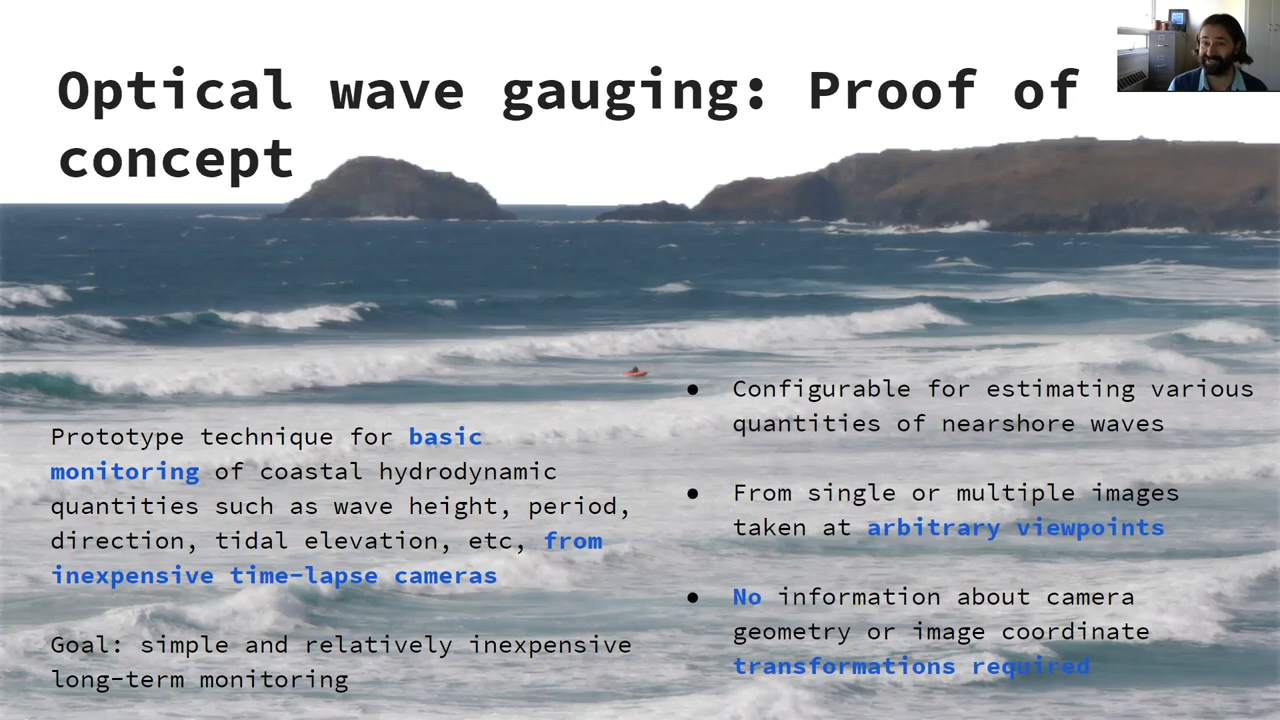 Optical wave gauging: Proof of
concept
Prototype technique for basic
monitoring of coastal hydrodynamic
quantities such as wave height, period,
direction, tidal elevation, etc, from
inexpensive time-lapse cameras
Goal: simple and relatively inexpensive
long-term monitoring
● Configurable for estimating various
quantities of nearshore waves
● From single or multiple images
taken at arbitrary viewpoints
● No information about camera
geometry or image coordinate
transformations required